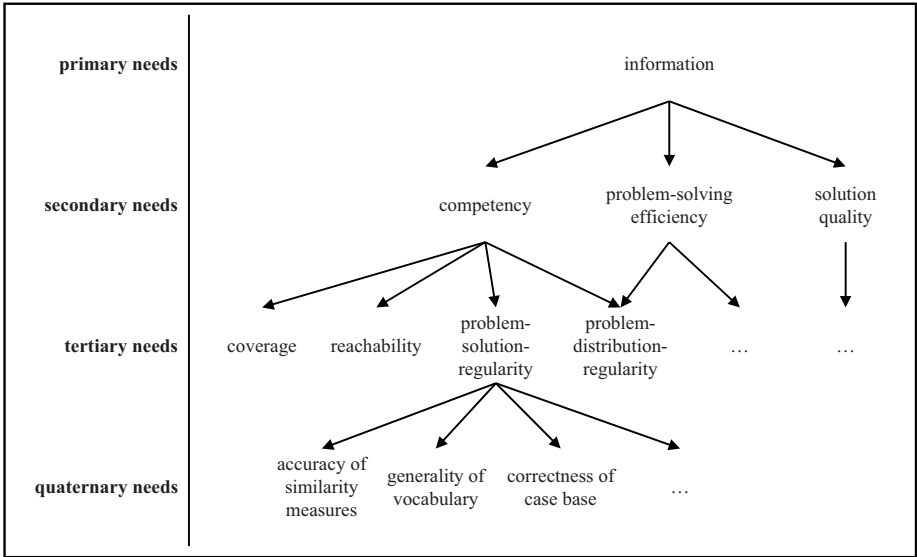 primary needs
information
secondary needs
competency
problem-solving
efficiency
solution
quality
tertiary needs
coverage
reachability
problem-
solution-
regularity
problem-
distribution-
regularity
…
…
quaternary needs
accuracy of
similarity
measures
generality of
vocabulary
correctness of
case base
…